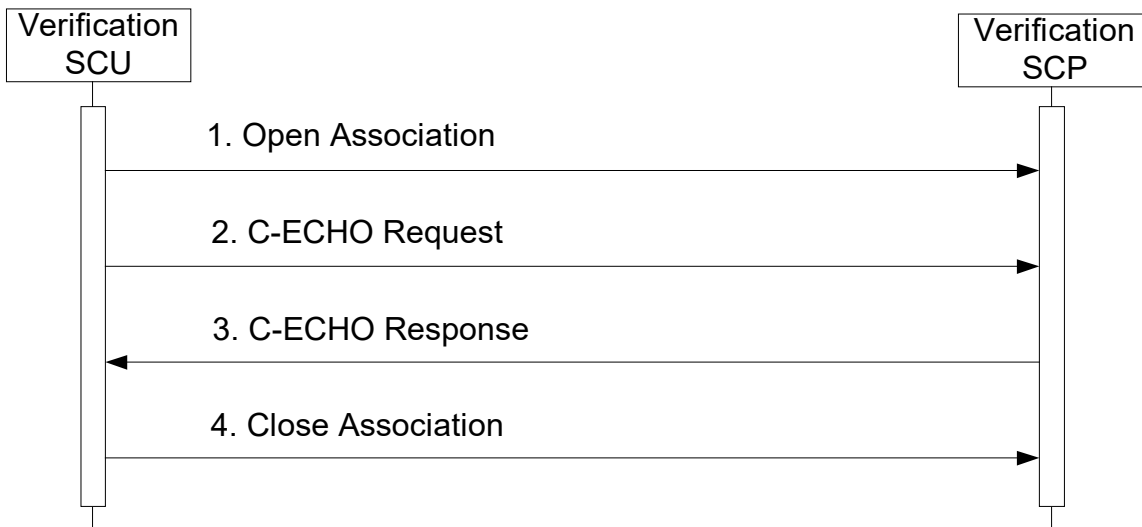 Verification
SCU
Verification
SCP
1. Open Association
2. C-ECHO Request
3. C-ECHO Response
4. Close Association